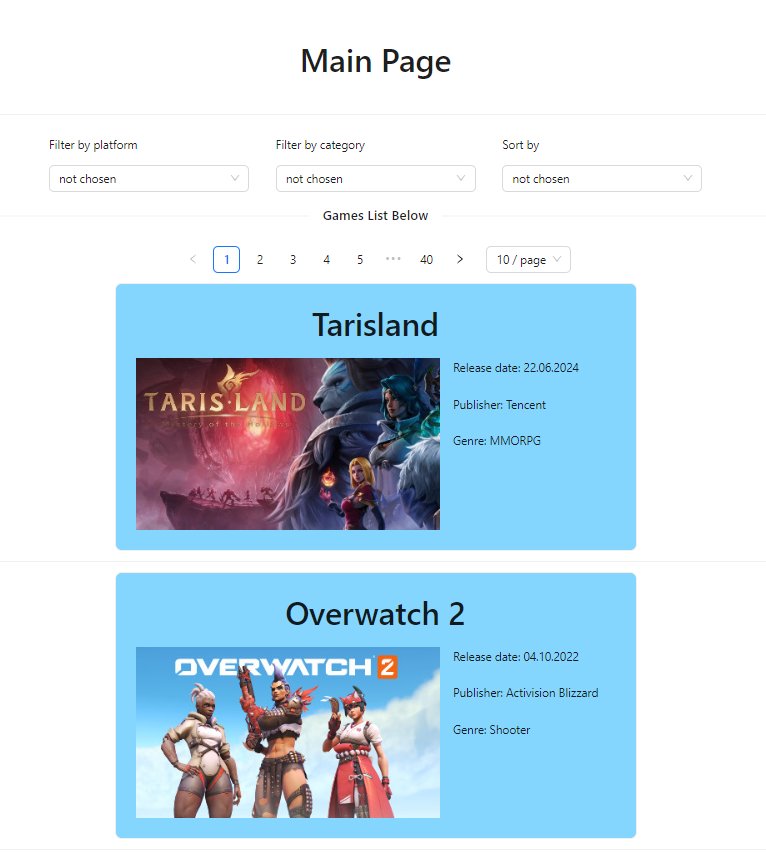 Main Page
Filter by platform
Filter by category
Sort by
not chosen
not chosen
not chosen
Games List Below
1 2 3 4 5 ••• 40 10 / page
Tarisland
TARIS·LAND
Release date: 22.06.2024
Publisher: Tencent
Genre: MMORPG
Overwatch 2
OVERWATCH 2
Release date: 04.10.2022
Publisher: Activision Blizzard
Genre: Shooter